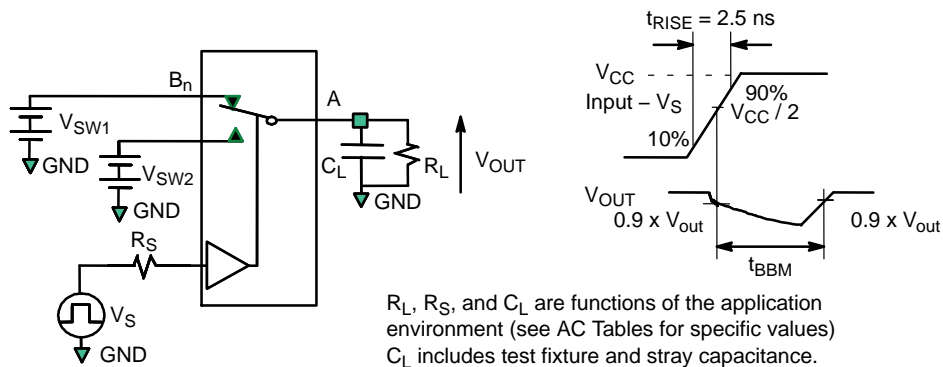 Bn
A
VSW1
GND
VSW2
GND
CL
RL
GND
VOUT
RS
VS
GND
tRISE = 2.5 ns
VCC
Input – VS
90%
VCC / 2
10%
VOUT
0.9 x Vout
0.9 x Vout
tBBM
RL, RS, and CL are functions of the application
environment (see AC Tables for specific values)
CL includes test fixture and stray capacitance.